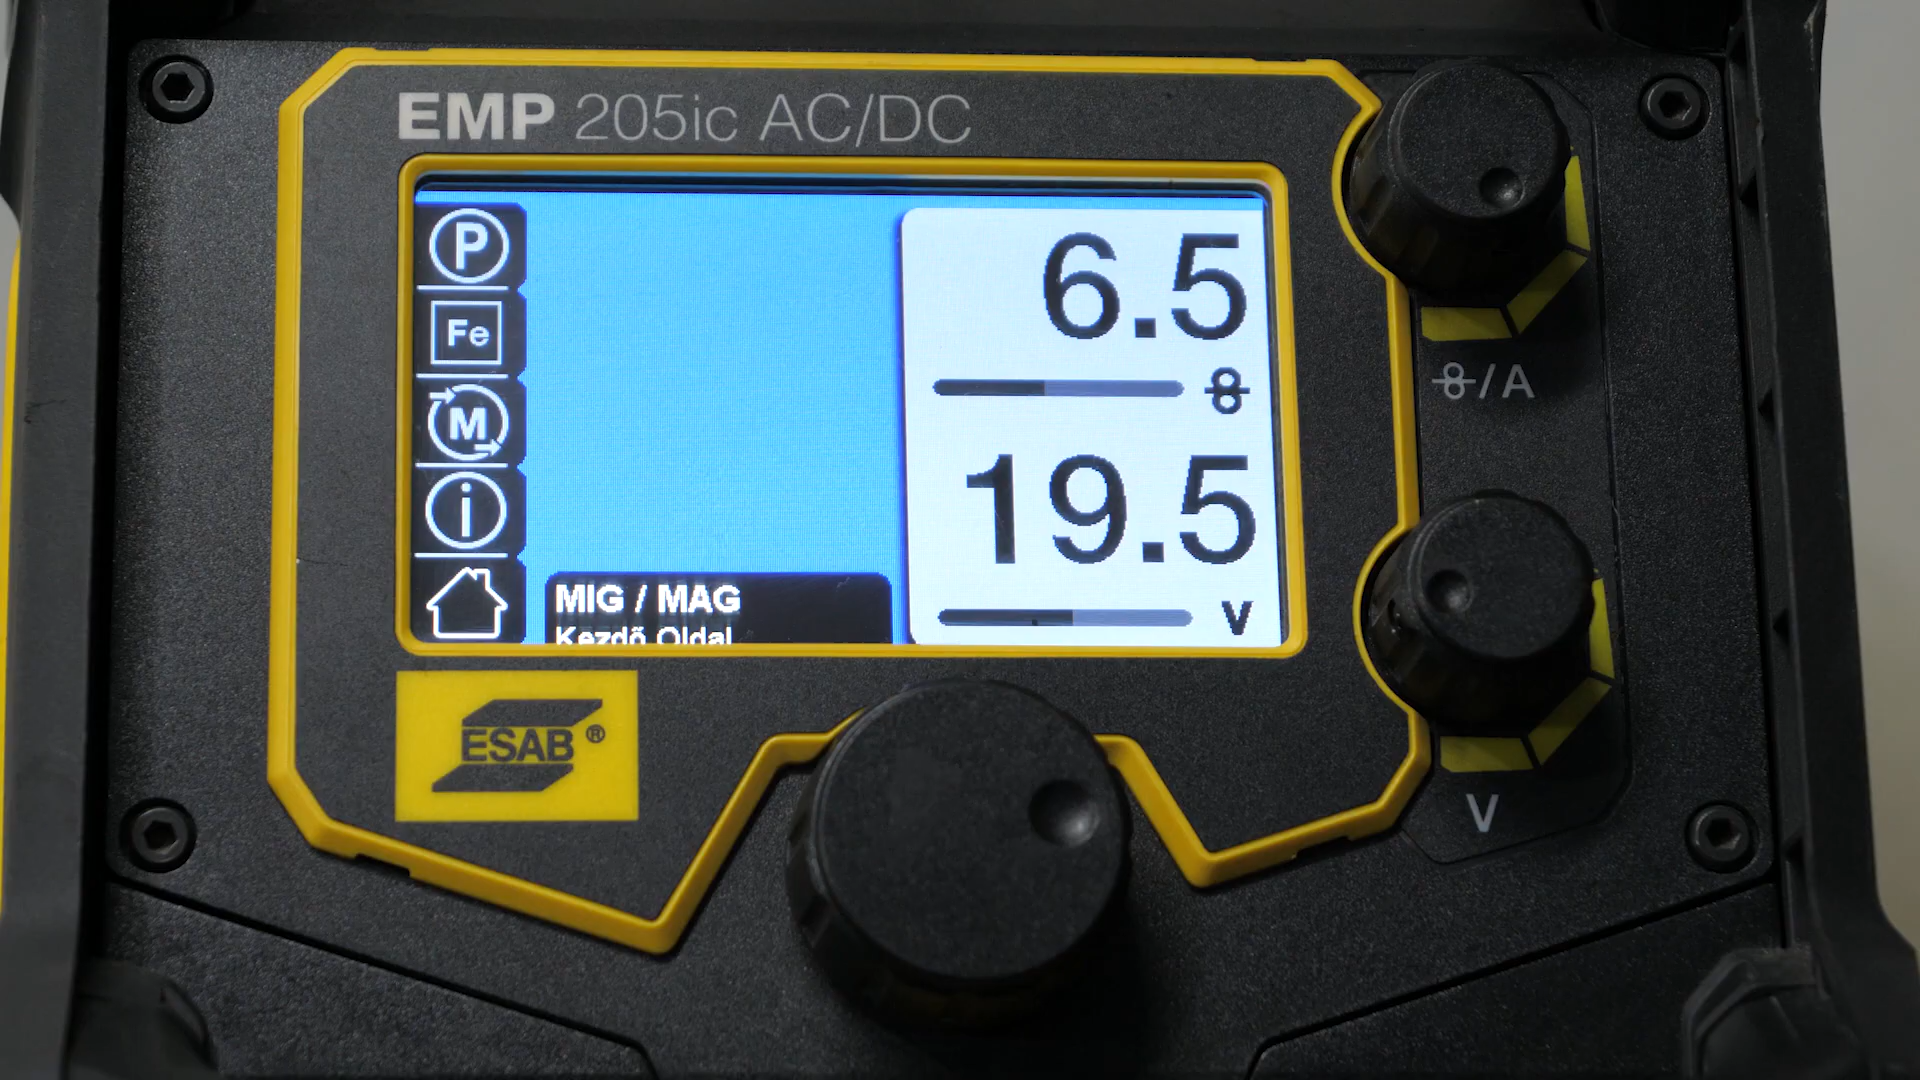 EMP 205ic AC/DC
P
Fe
M
i
6.5
19.5
V
MIG / MAG
Kezdő Oldal
/A
V
ESAB®